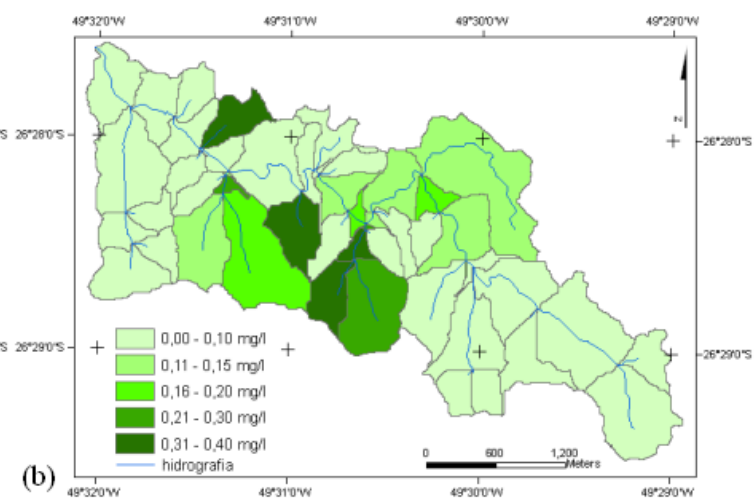 49°32'0"W 49°31'0"W 49°30'0"W 49°29'0"W
N
S 26°28'0"S 26°28'0"S
S 26°29'0"S 26°29'0"S
0,00 - 0,10 mg/l
0,11 - 0,15 mg/l
0,16 - 0,20 mg/l
0,21 - 0,30 mg/l
0,31 - 0,40 mg/l
hidrografia
0 600 1,200
Meters
(b)
49°32'0"W 49°31'0"W 49°30'0"W 49°29'0"W